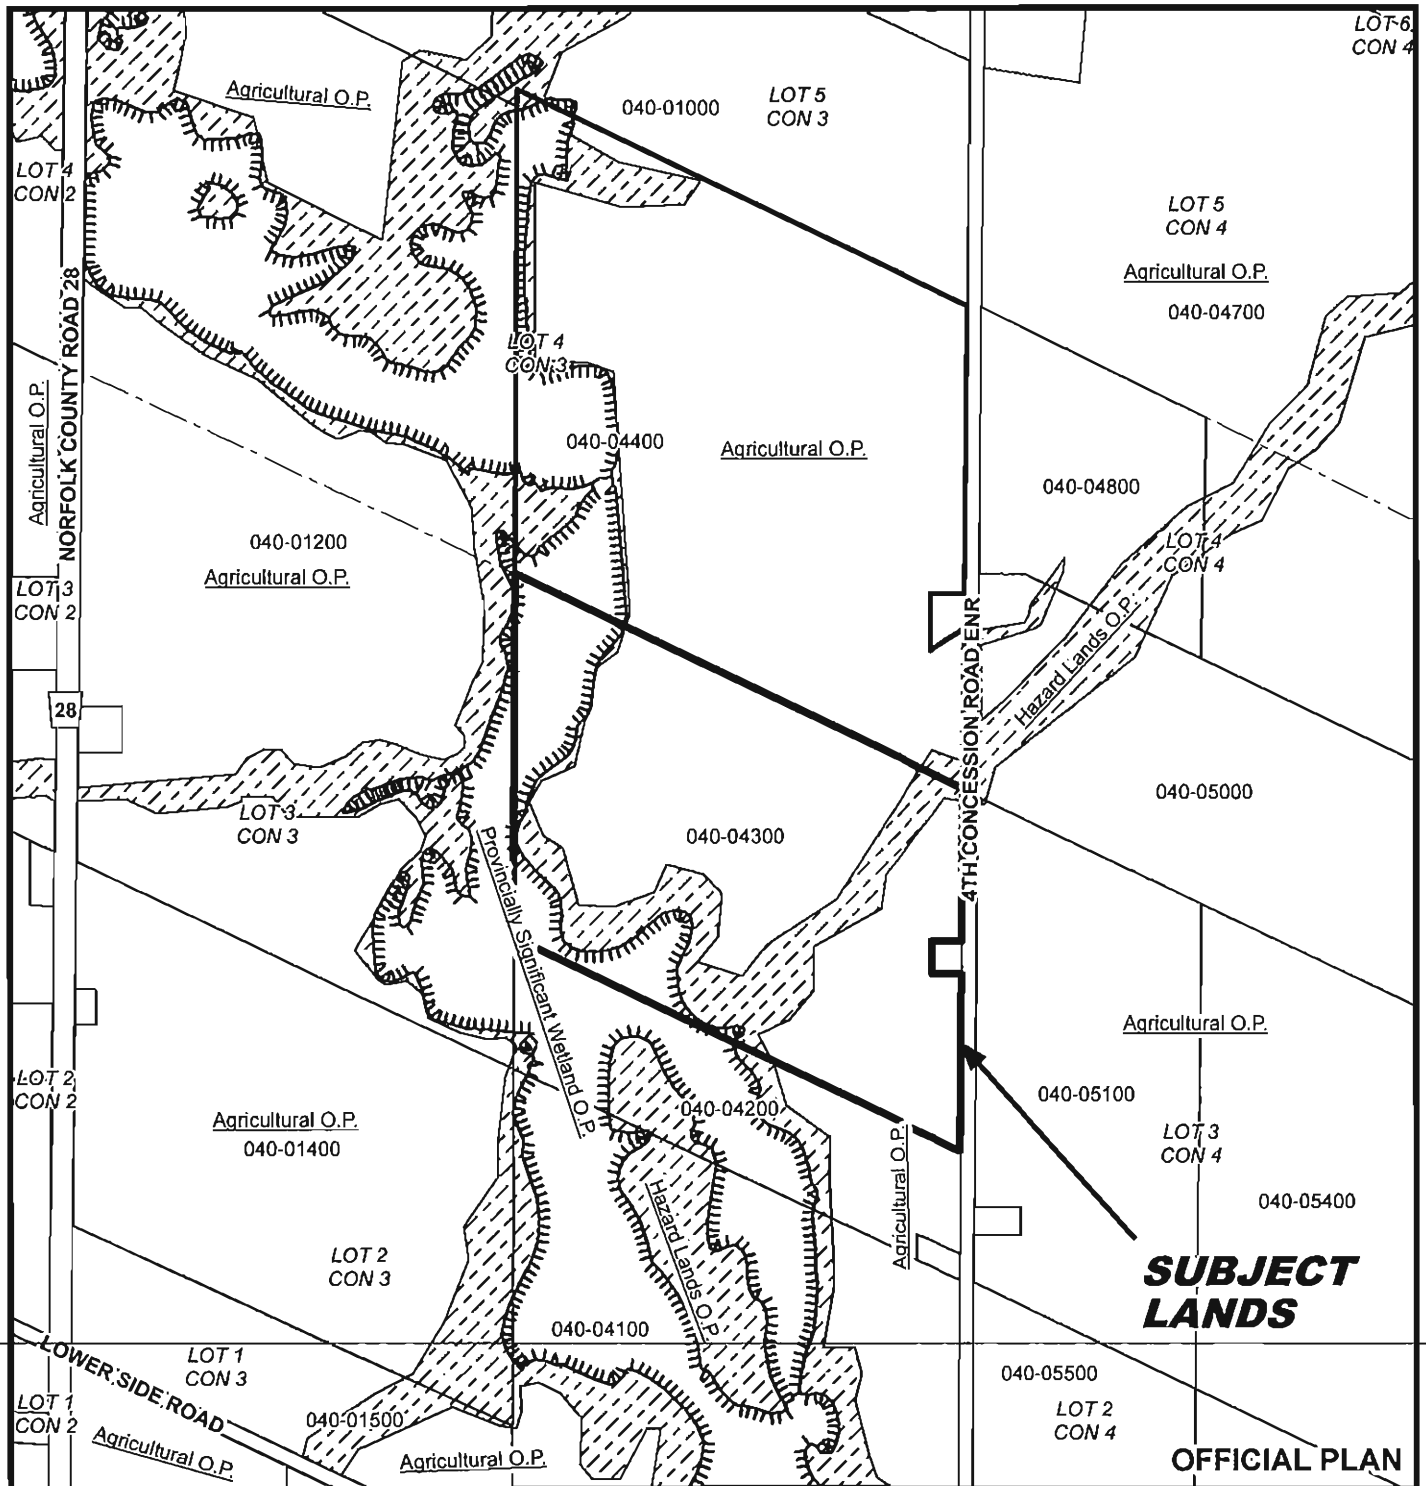 LOT 6
CON 4
Agricultural O.P.
040-01000
LOT 5
CON 3
LOT 4
CON 2
LOT 5
CON 4
Agricultural O.P.
040-04700
NORFOLK COUNTY ROAD 28
Agricultural O.P.
LOT 4
CON 3
040-04400
Agricultural O.P.
040-04800
040-01200
Agricultural O.P.
LOT 4
CON 4
LOT 3
CON 2
4TH CONCESSION ROAD ENR
Hazard Lands O.P.
28
040-05000
LOT 3
CON 3
040-04300
Provincially Significant Wetland O.P.
Agricultural O.P.
LOT 2
CON 2
040-05100
Agricultural O.P.
040-01400
040-04200
Agricultural O.P.
LOT 3
CON 4
040-05400
Hazard Lands O.P.
LOT 2
CON 3
SUBJECT
LANDS
040-04100
LOWER SIDE ROAD
LOT 1
CON 3
040-05500
LOT 1
CON 2
040-01500
LOT 2
CON 4
Agricultural O.P.
Agricultural O.P.
OFFICIAL PLAN